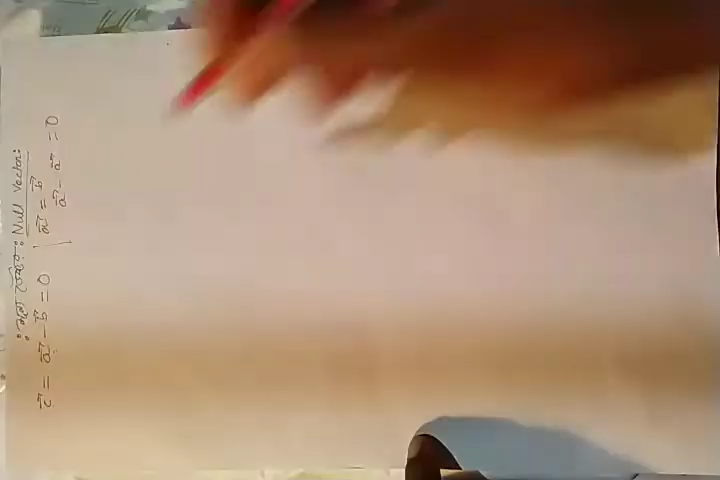 Null Vector:
c⃗ = a⃗ - b⃗ = 0 | a⃗ = b⃗
a⃗ - a⃗ = 0